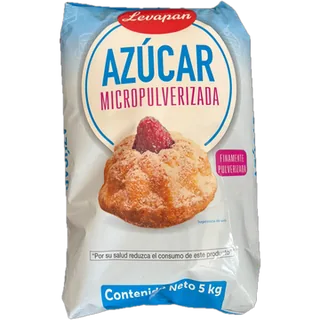 Levapan
AZÚCAR
MICROPULVERIZADA
FINAMENTE
PULVERIZADA
"Por su salud reduzca el consumo de este producto"
Contenido Neto 5 kg